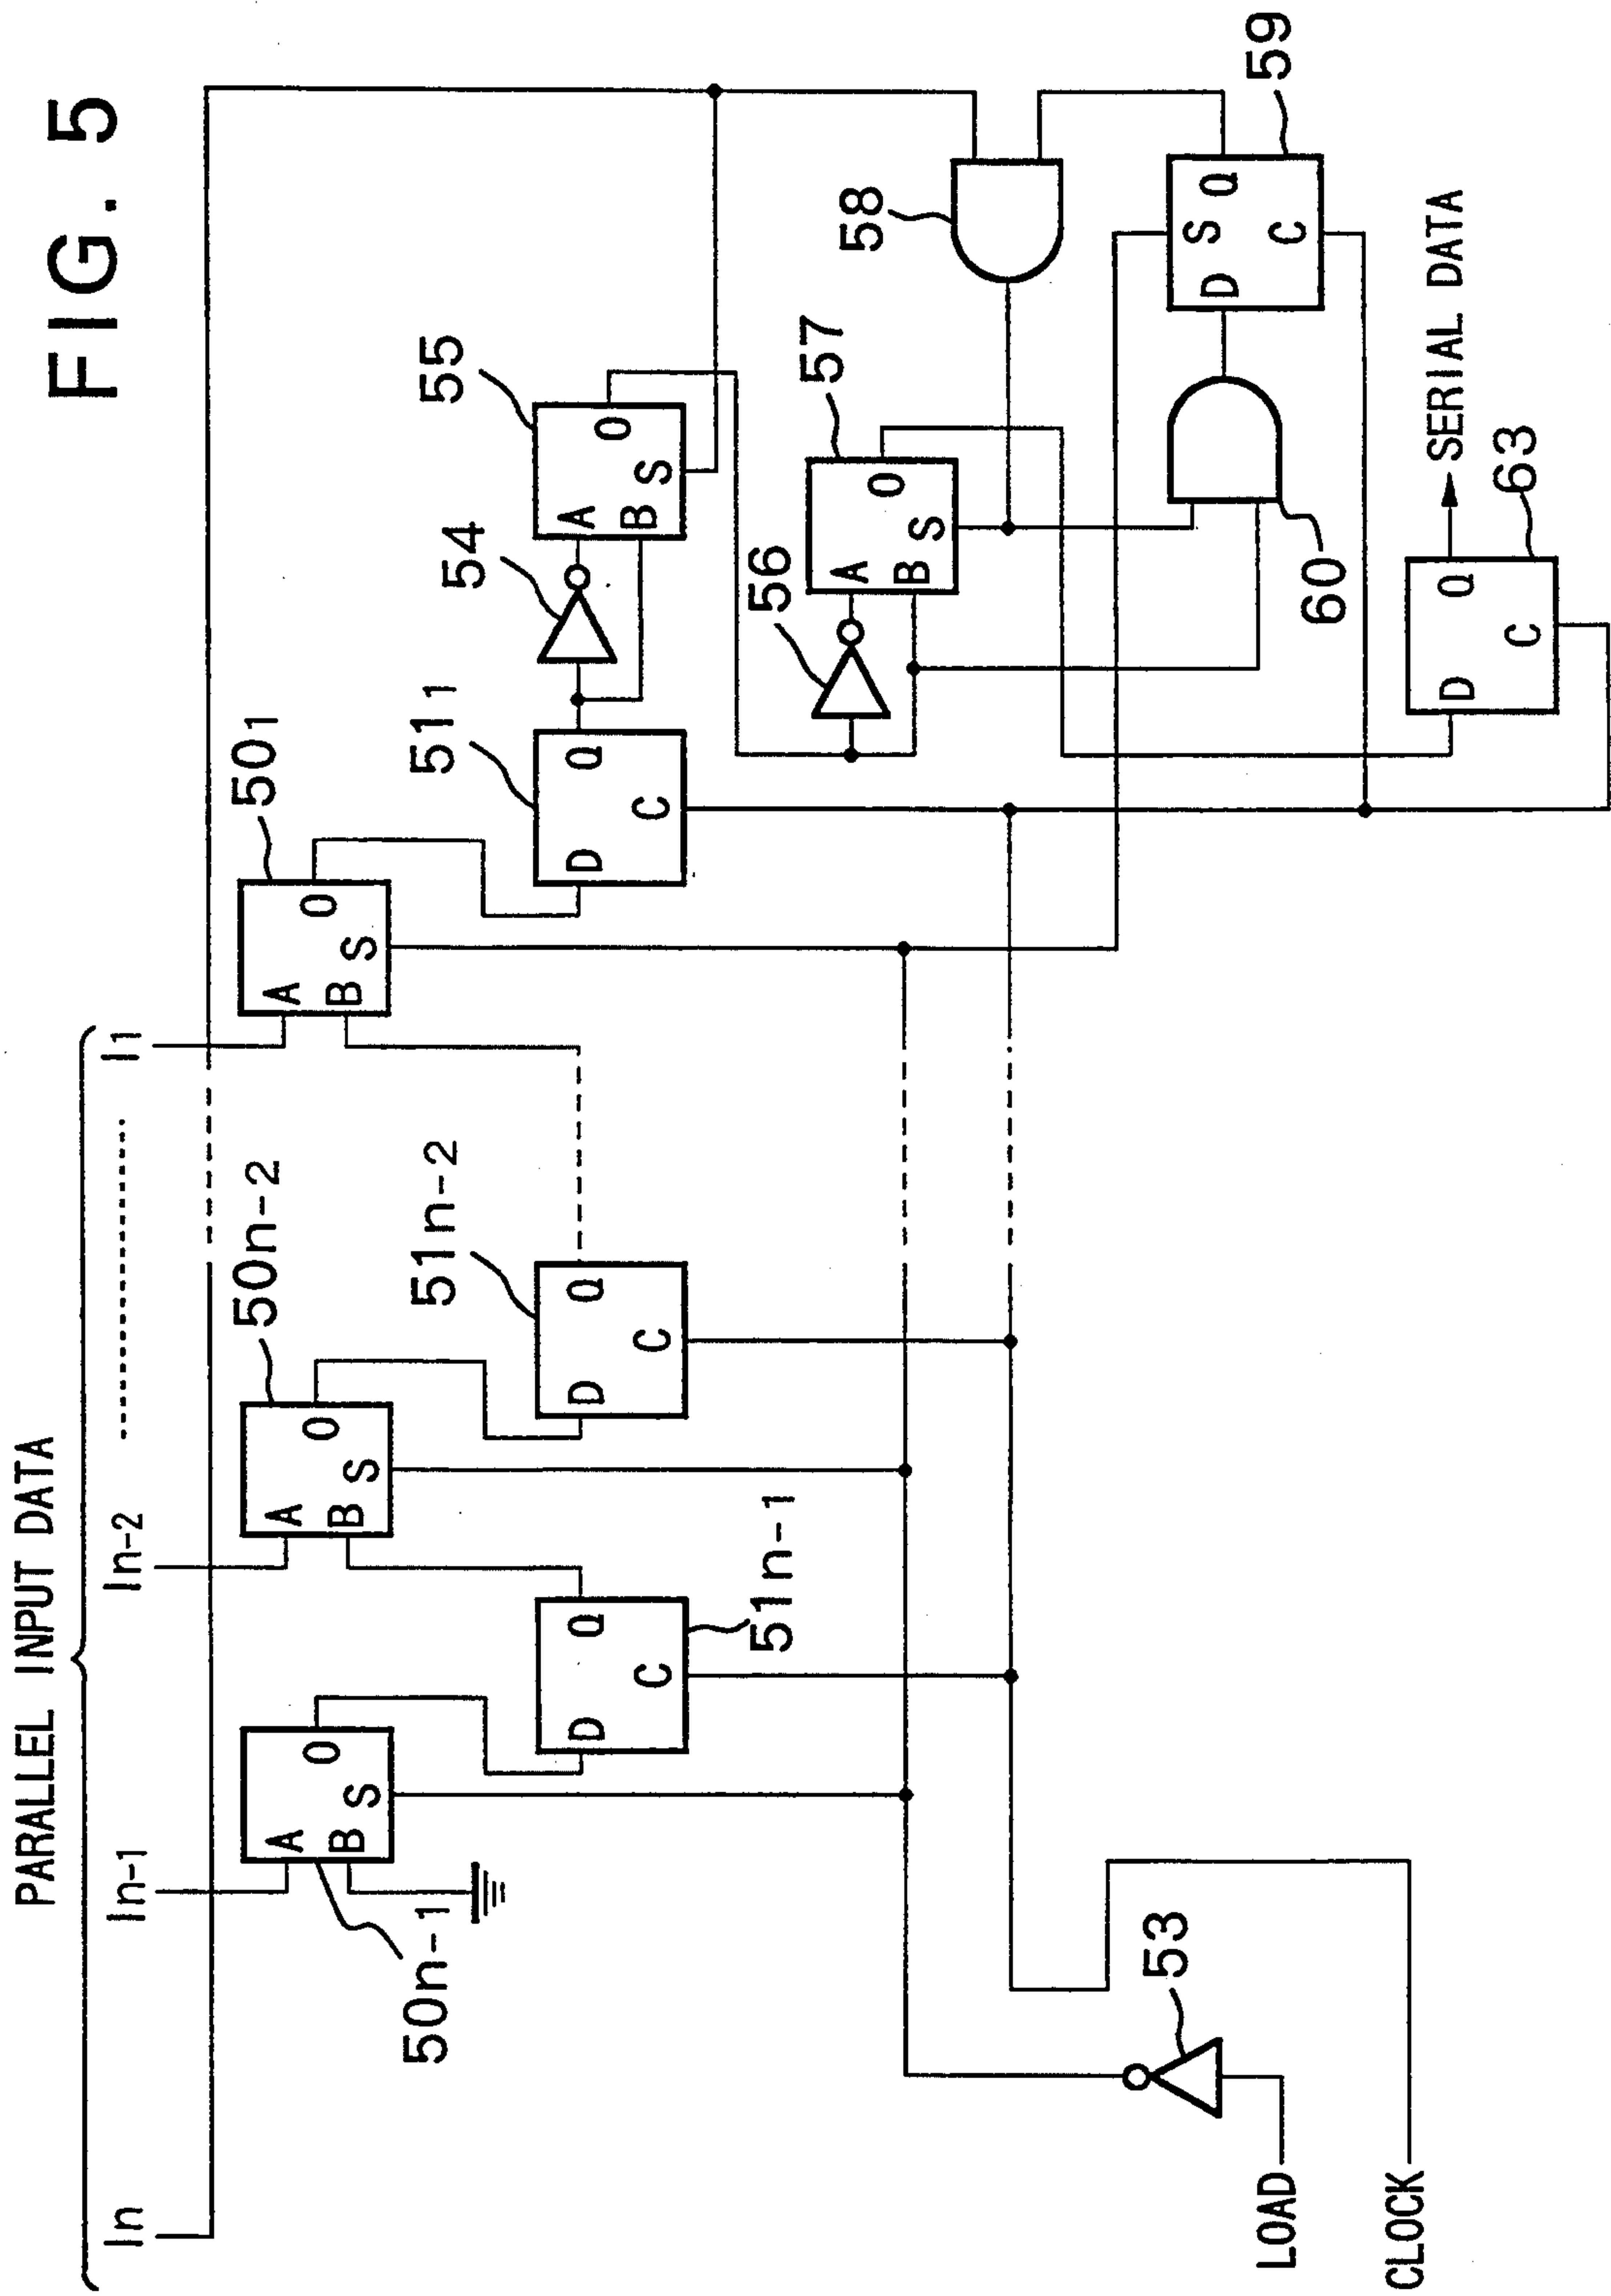 FIG. 5
PARALLEL INPUT DATA
In In-1 In-2 I1
50n-1 50n-2 501
A B S O
A B S O
A B S O
51n-1 51n-2 511
D C Q
D C Q
D C Q
54 55
A B S O
56 57
A B S O
58
59
D S Q C
60
63
D C Q
SERIAL DATA
53
LOAD
CLOCK